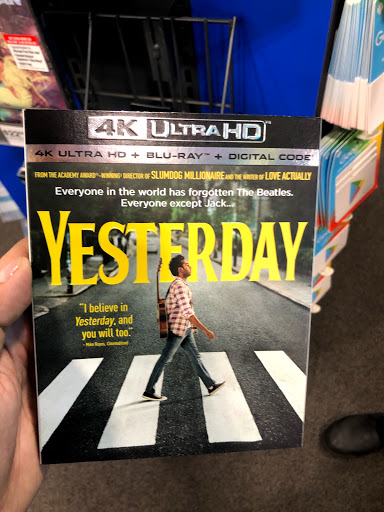 4K ULTRA HD
4K ULTRA HD + BLU-RAY™ + DIGITAL CODE
FROM THE ACADEMY AWARD®-WINNING DIRECTOR OF SLUMDOG MILLIONAIRE AND THE WRITER OF LOVE ACTUALLY
Everyone in the world has forgotten The Beatles.
Everyone except Jack...
YESTERDAY
"I believe in
Yesterday, and
you will too."